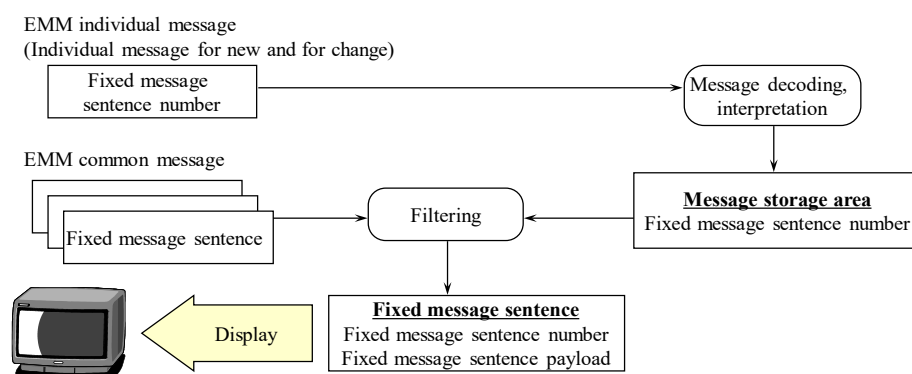 EMM individual message
(Individual message for new and for change)
Fixed message
sentence number
Message decoding,
interpretation
EMM common message
Fixed message sentence
Filtering
Message storage area
Fixed message sentence number
Display
Fixed message sentence
Fixed message sentence number
Fixed message sentence payload